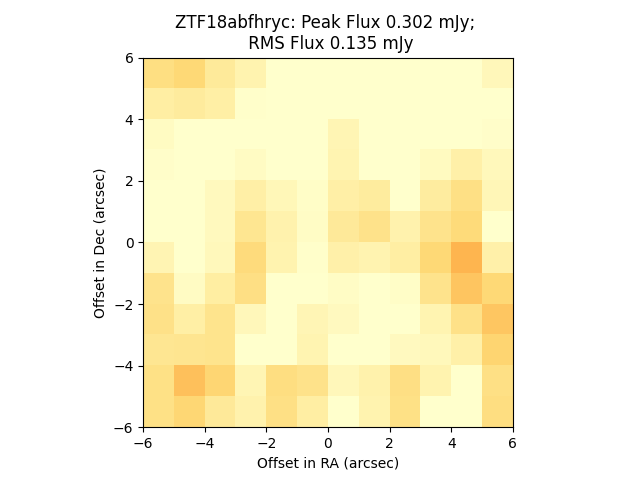 ZTF18abfhryc: Peak Flux 0.302 mJy;
RMS Flux 0.135 mJy
6
4
2
0
−2
−4
−6
Offset in Dec (arcsec)
−6 −4 −2 0 2 4 6
Offset in RA (arcsec)